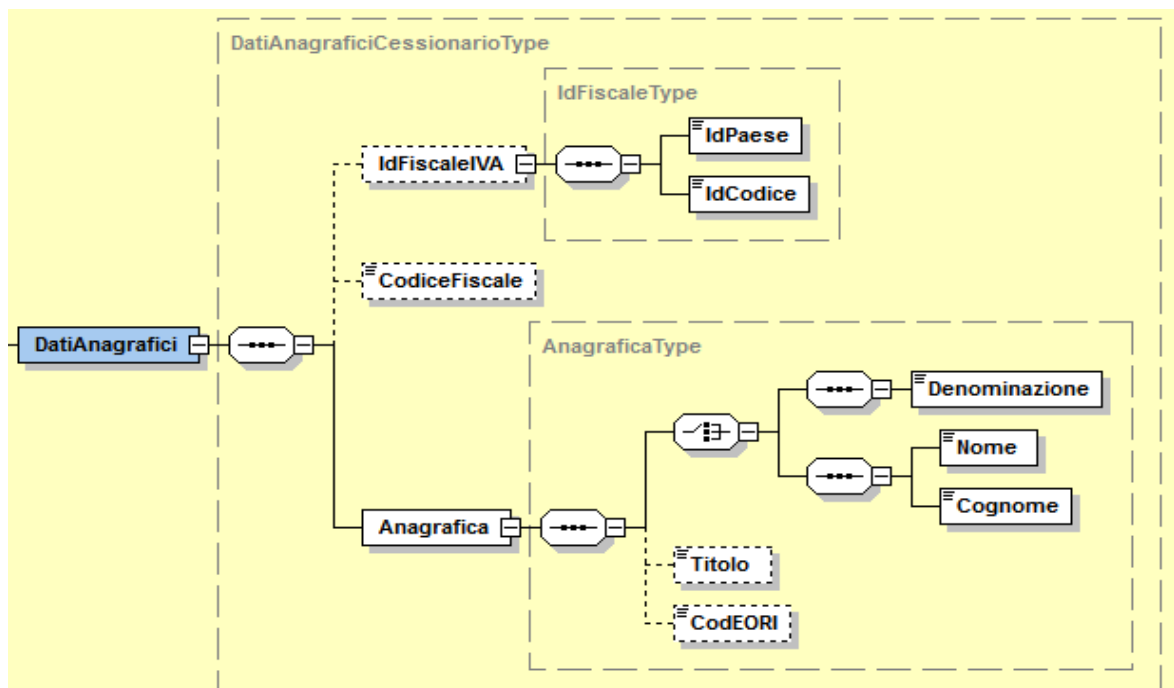 DatiAnagraficiCessionarioType
IdFiscaleType
IdPaese
IdFiscaleIVA
IdCodice
CodiceFiscale
DatiAnagrafici
AnagraficaType
Denominazione
Nome
Cognome
Anagrafica
Titolo
CodEORI